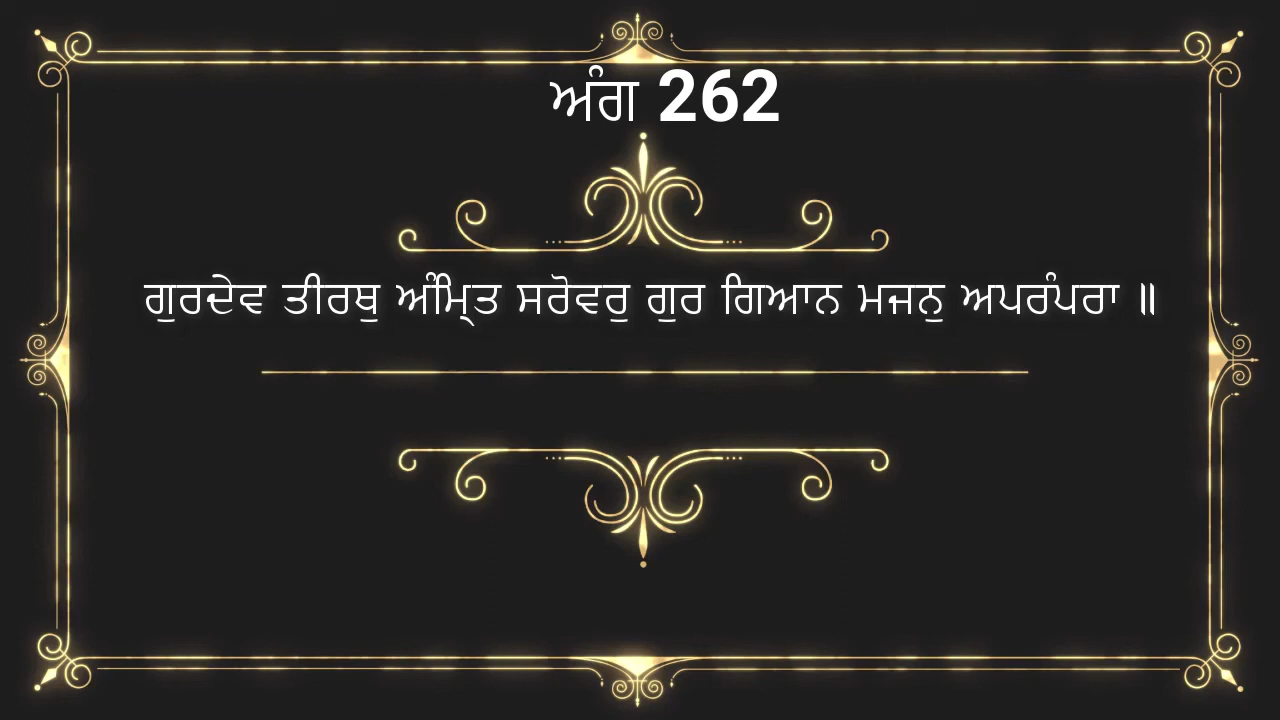 ਅੰਗ 262
ਗੁਰਦੇਵ ਤੀਰਥੁ ਅੰਮ੍ਰਿਤ ਸਰੋਵਰੁ ਗੁਰ ਗਿਆਨ ਮਜਨੁ ਅਪਰੰਪਰਾ ॥